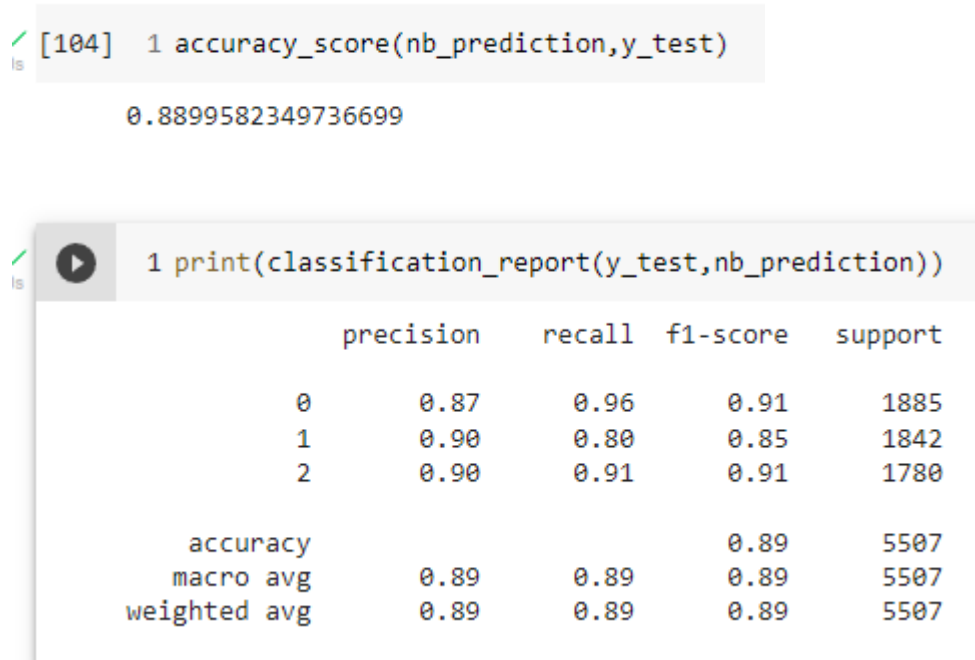 [104] 1 accuracy_score(nb_prediction,y_test)
0.8899582349736699
1 print(classification_report(y_test,nb_prediction))
precision recall f1-score support
0 0.87 0.96 0.91 1885
1 0.90 0.80 0.85 1842
2 0.90 0.91 0.91 1780
accuracy 0.89 5507
macro avg 0.89 0.89 0.89 5507
weighted avg 0.89 0.89 0.89 5507